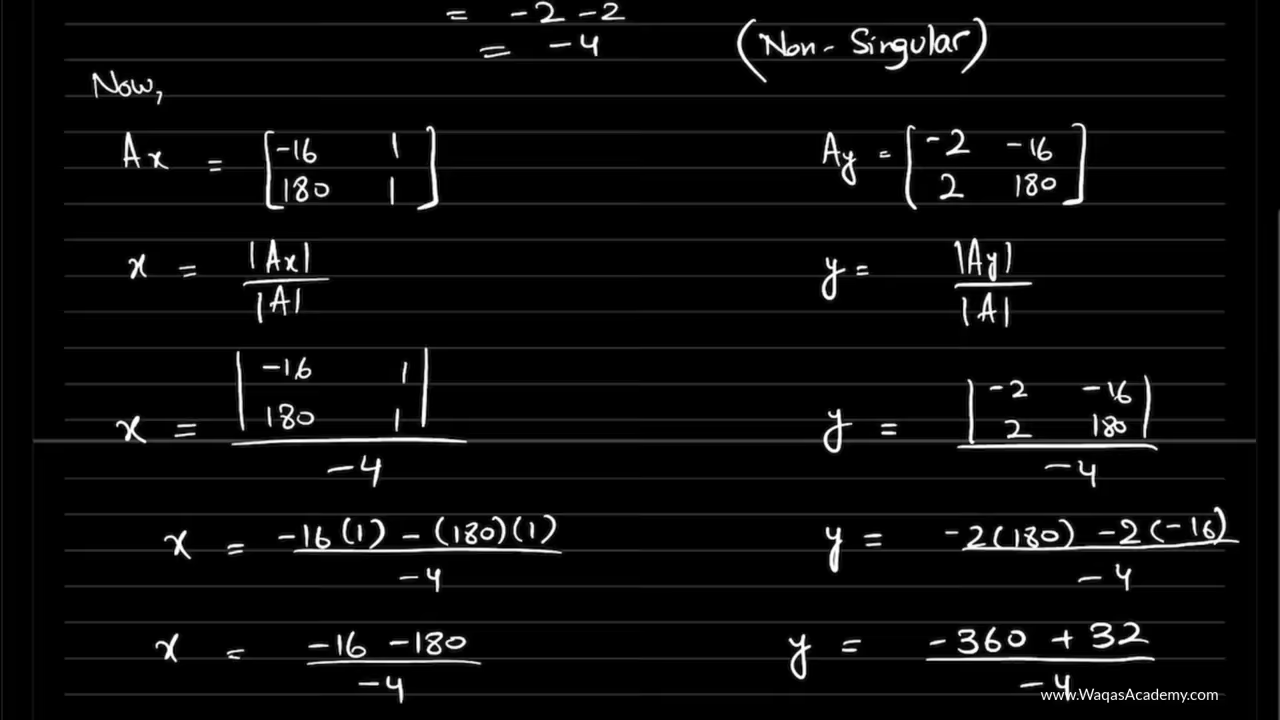 = -2 -2
= -4 (Non-Singular)
Now,
Ax = [-16 1
180 1]
Ay = [-2 -16
2 180]
x = |Ax|
|A|
y = |Ay|
|A|
x = |-16 1
180 1|
-4
y = |-2 -16
2 180|
-4
x = -16(1) - (180)(1)
-4
y = -2(180) -2(-16)
-4
x = -16 -180
-4
y = -360 + 32
-4
www.WaqasAcademy.com